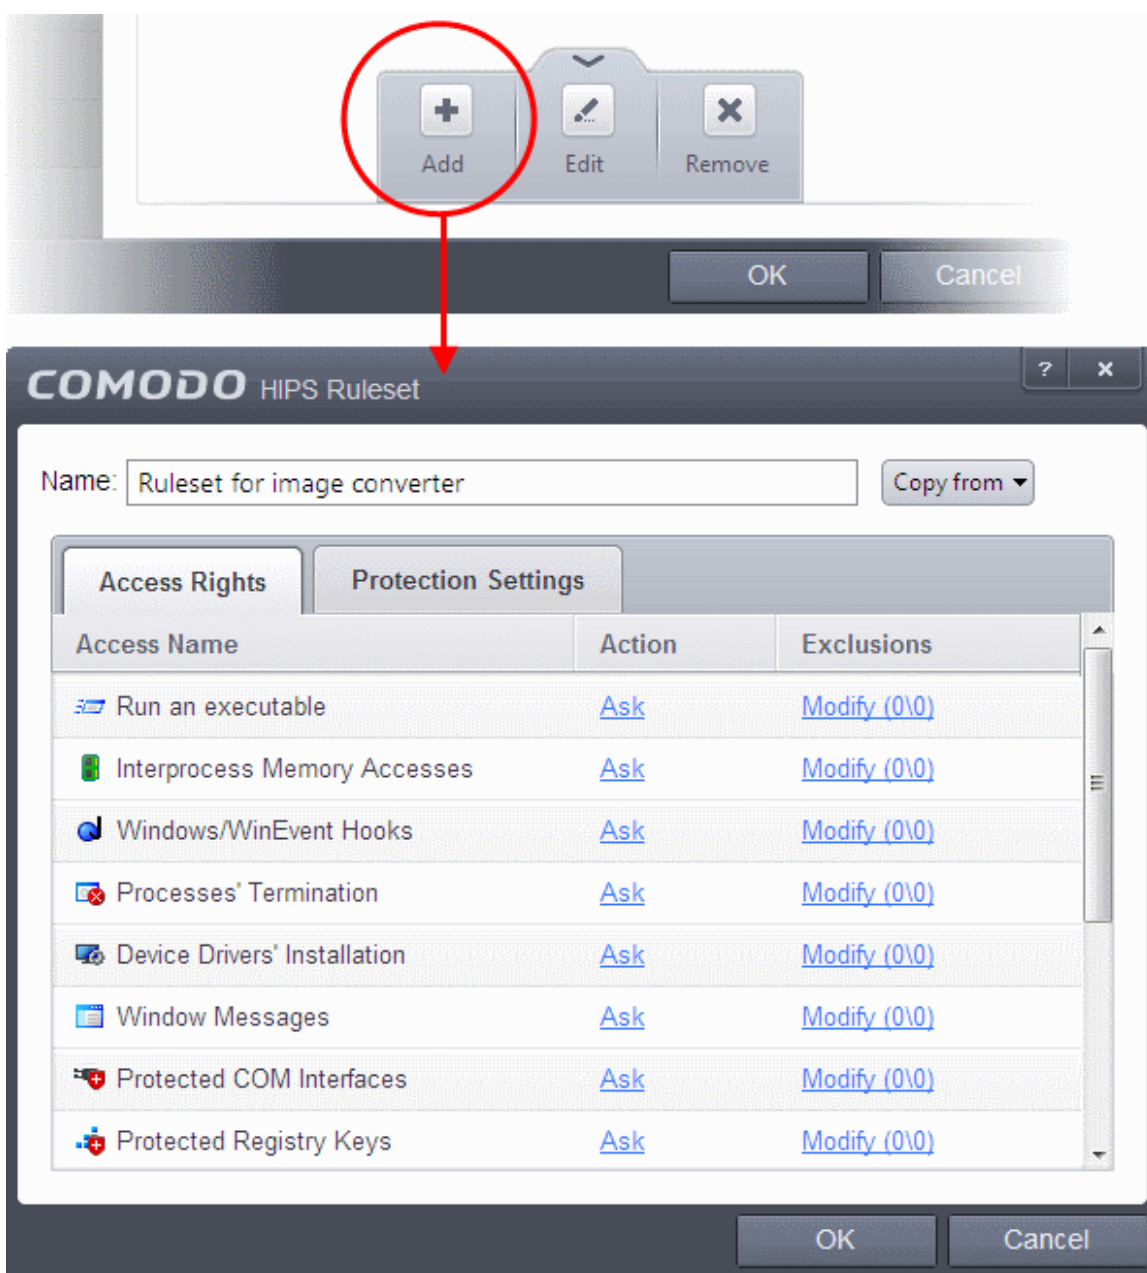 Add Edit Remove
OK Cancel
COMODO HIPS Ruleset ? x
Name: Ruleset for image converter Copy from
Access Rights Protection Settings
Access Name Action Exclusions
Run an executable Ask Modify (0\0)
Interprocess Memory Accesses Ask Modify (0\0)
Windows/WinEvent Hooks Ask Modify (0\0)
Processes' Termination Ask Modify (0\0)
Device Drivers' Installation Ask Modify (0\0)
Window Messages Ask Modify (0\0)
Protected COM Interfaces Ask Modify (0\0)
Protected Registry Keys Ask Modify (0\0)
OK Cancel